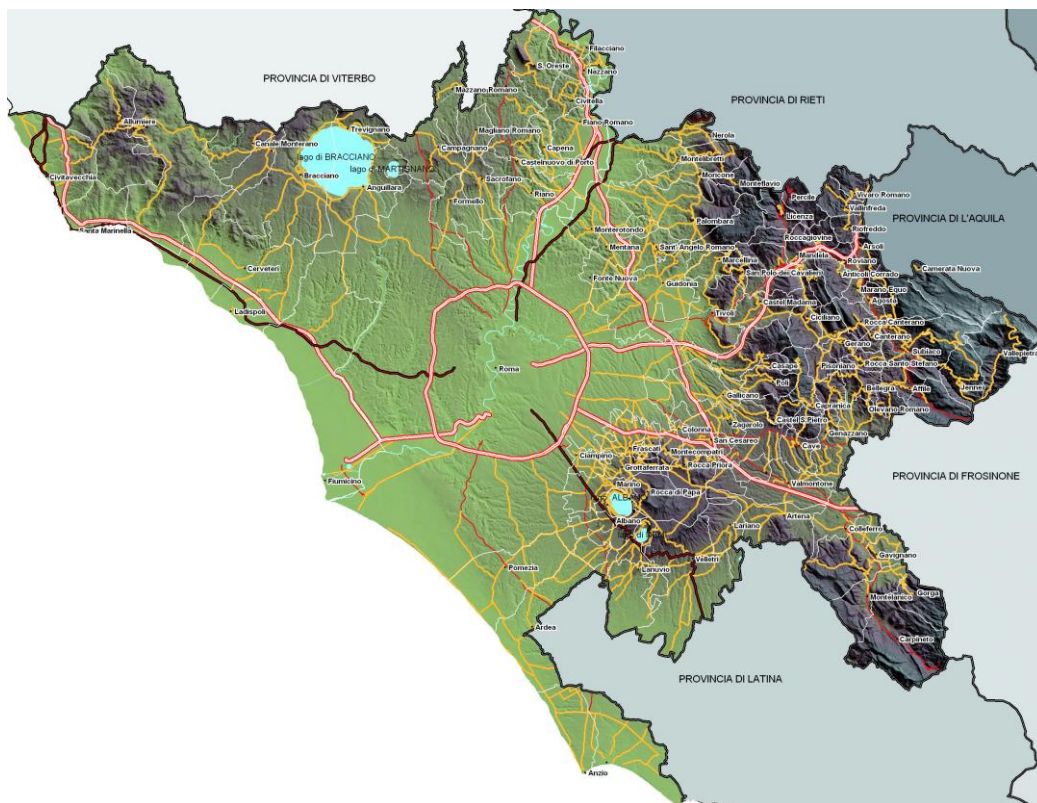 Filacciano
S. Oreste
Nazzano
PROVINCIA DI VITERBO
Mazzano Romano
Civitella
PROVINCIA DI RIETI
Allumiere
Trevignano
Magliano Romano
Fiano Romano
Nerola
Canale Monterano
Campagnano
Capena
lago di BRACCIANO
Castelnuovo di Porto
Montelibretti
lago di MARTIGNANO
Moricone
Civitavecchia
Bracciano
Sacrofano
Monteflavio
Anguillara
Riano
Percile
Vivaro Romano
Formello
Vallinfreda
Palombara
Licenza
PROVINCIA DI L'AQUILA
Santa Marinella
Monterotondo
Roccagiovine
Riofreddo
Mentana
Sant' Angelo Romano
Arsoli
Marcellina
Mandela
Roviano
Cerveteri
San Polo dei Cavalieri
Anticoli Corrado
Camerata Nuova
Fonte Nuova
Guidonia
Marano Equo
Castel Madama
Agosta
Ladispoli
Tivoli
Ciciliano
Rocca Canterano
Canterano
Gerano
Subiaco
Vallepietra
Casape
Pisoniano
Rocca Santo Stefano
Roma
Poli
Bellegra
Affile
Jenne
Gallicano
Capranica
Olevano Romano
Castel S.Pietro
Zagarolo
Genazzano
Colonna
San Cesareo
Cave
Frascati
Montecompatri
Ciampino
Grottaferrata
Rocca Priora
PROVINCIA DI FROSINONE
Fiumicino
Marino
Valmontone
Rocca di Papa
Albano
Artena
Lariano
Colleferro
Gavignano
Velletri
Pomezia
Lanuvio
Gorga
Montelanico
Ardea
Carpineto
PROVINCIA DI LATINA
Anzio